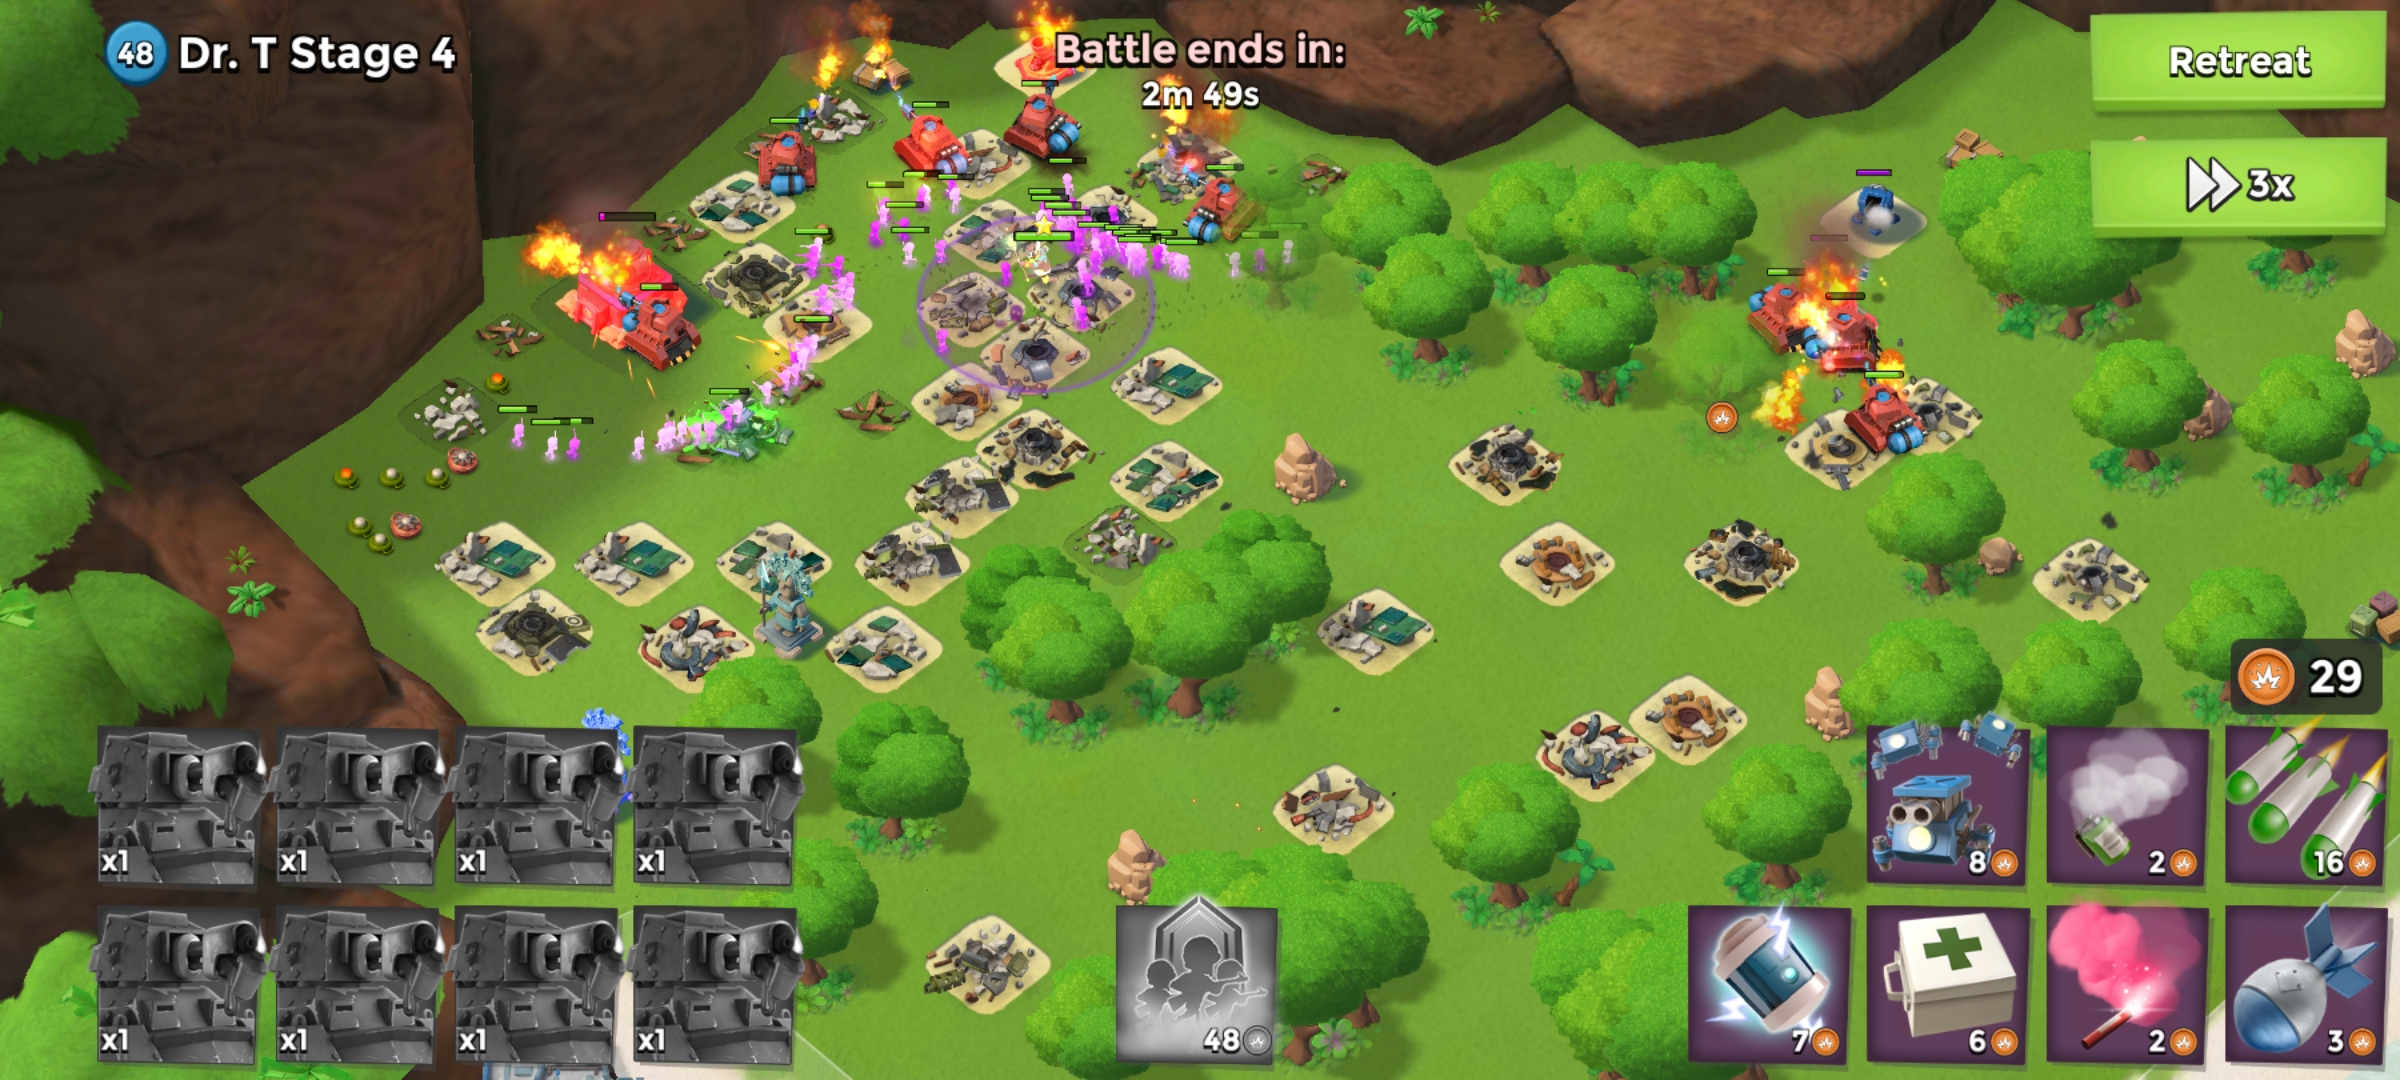 48 Dr. T Stage 4
Battle ends in:
2m 49s
Retreat
3x
29
x1 x1 x1 x1
8 2 16
x1 x1 x1 x1
48
7 6 2 3